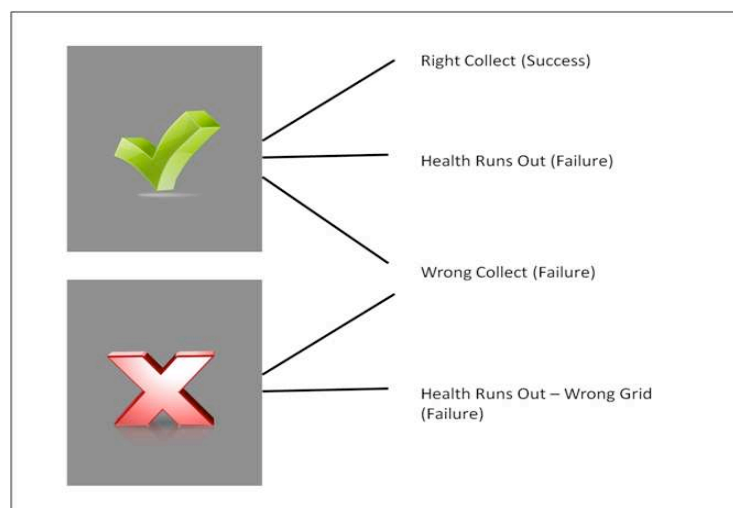 Right Collect (Success)
Health Runs Out (Failure)
Wrong Collect (Failure)
Health Runs Out – Wrong Grid
(Failure)